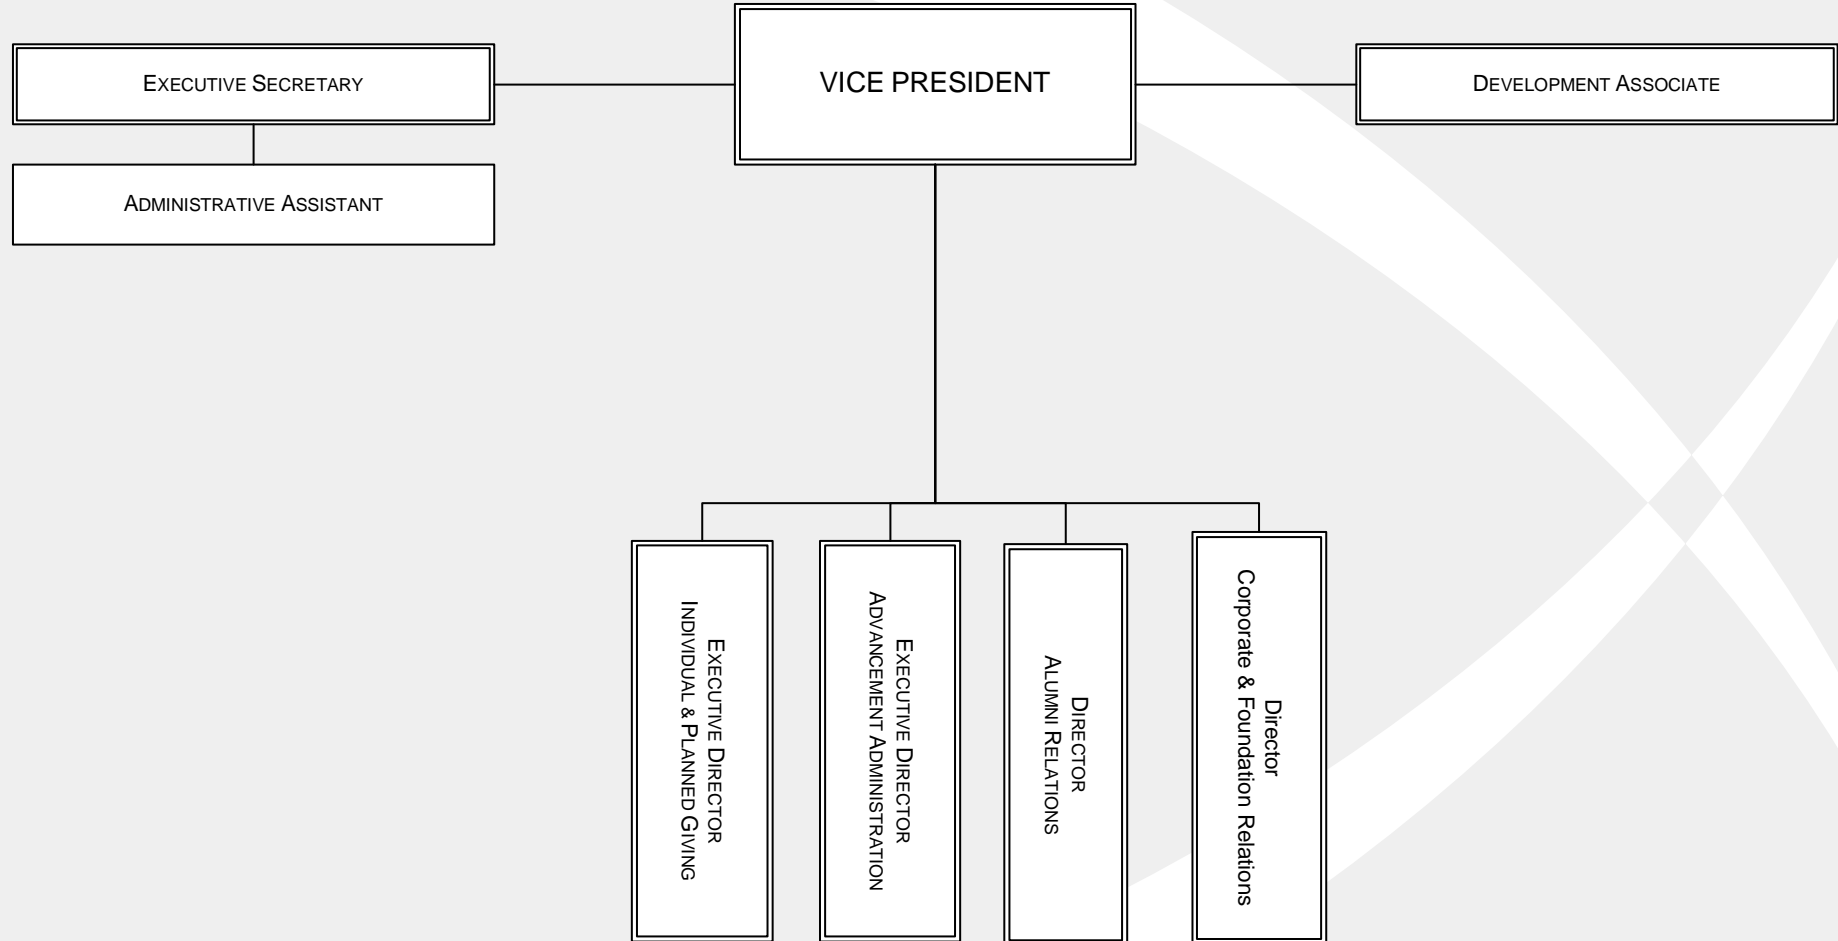 EXECUTIVE SECRETARY
VICE PRESIDENT
DEVELOPMENT ASSOCIATE
ADMINISTRATIVE ASSISTANT
EXECUTIVE DIRECTOR
INDIVIDUAL & PLANNED GIVING
EXECUTIVE DIRECTOR
ADVANCEMENT ADMINISTRATION
DIRECTOR
ALUMNI RELATIONS
Director
Corporate & Foundation Relations